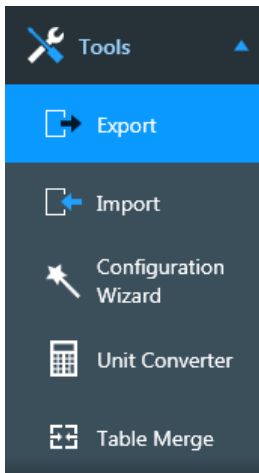 Tools
Export
Import
Configuration
Wizard
Unit Converter
Table Merge